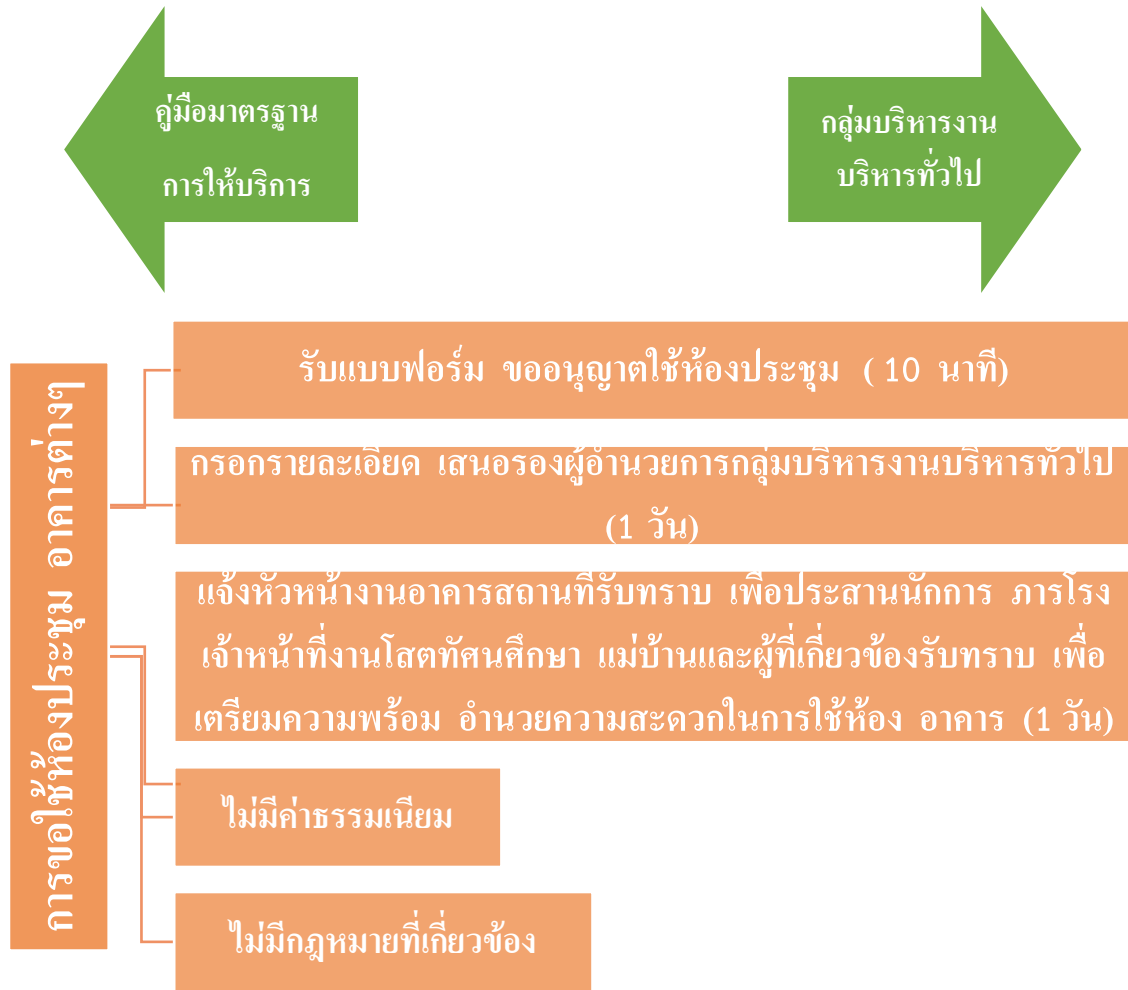 คู่มือมาตรฐาน
การให้บริการ
กลุ่มบริหารงาน
บริหารทั่วไป
การขอใช้ห้องประชุม อาคารต่างๆ
รับแบบฟอร์ม ขออนุญาตใช้ห้องประชุม ( 10 นาที)
กรอกรายละเอียด เสนอรองผู้อำนวยการกลุ่มบริหารงานบริหารทั่วไป
(1 วัน)
แจ้งหัวหน้างานอาคารสถานที่รับทราบ เพื่อประสานนักการ ภารโรง
เจ้าหน้าที่งานโสตทัศนศึกษา แม่บ้านและผู้ที่เกี่ยวข้องรับทราบ เพื่อ
เตรียมความพร้อม อำนวยความสะดวกในการใช้ห้อง อาคาร (1 วัน)
ไม่มีค่าธรรมเนียม
ไม่มีกฎหมายที่เกี่ยวข้อง